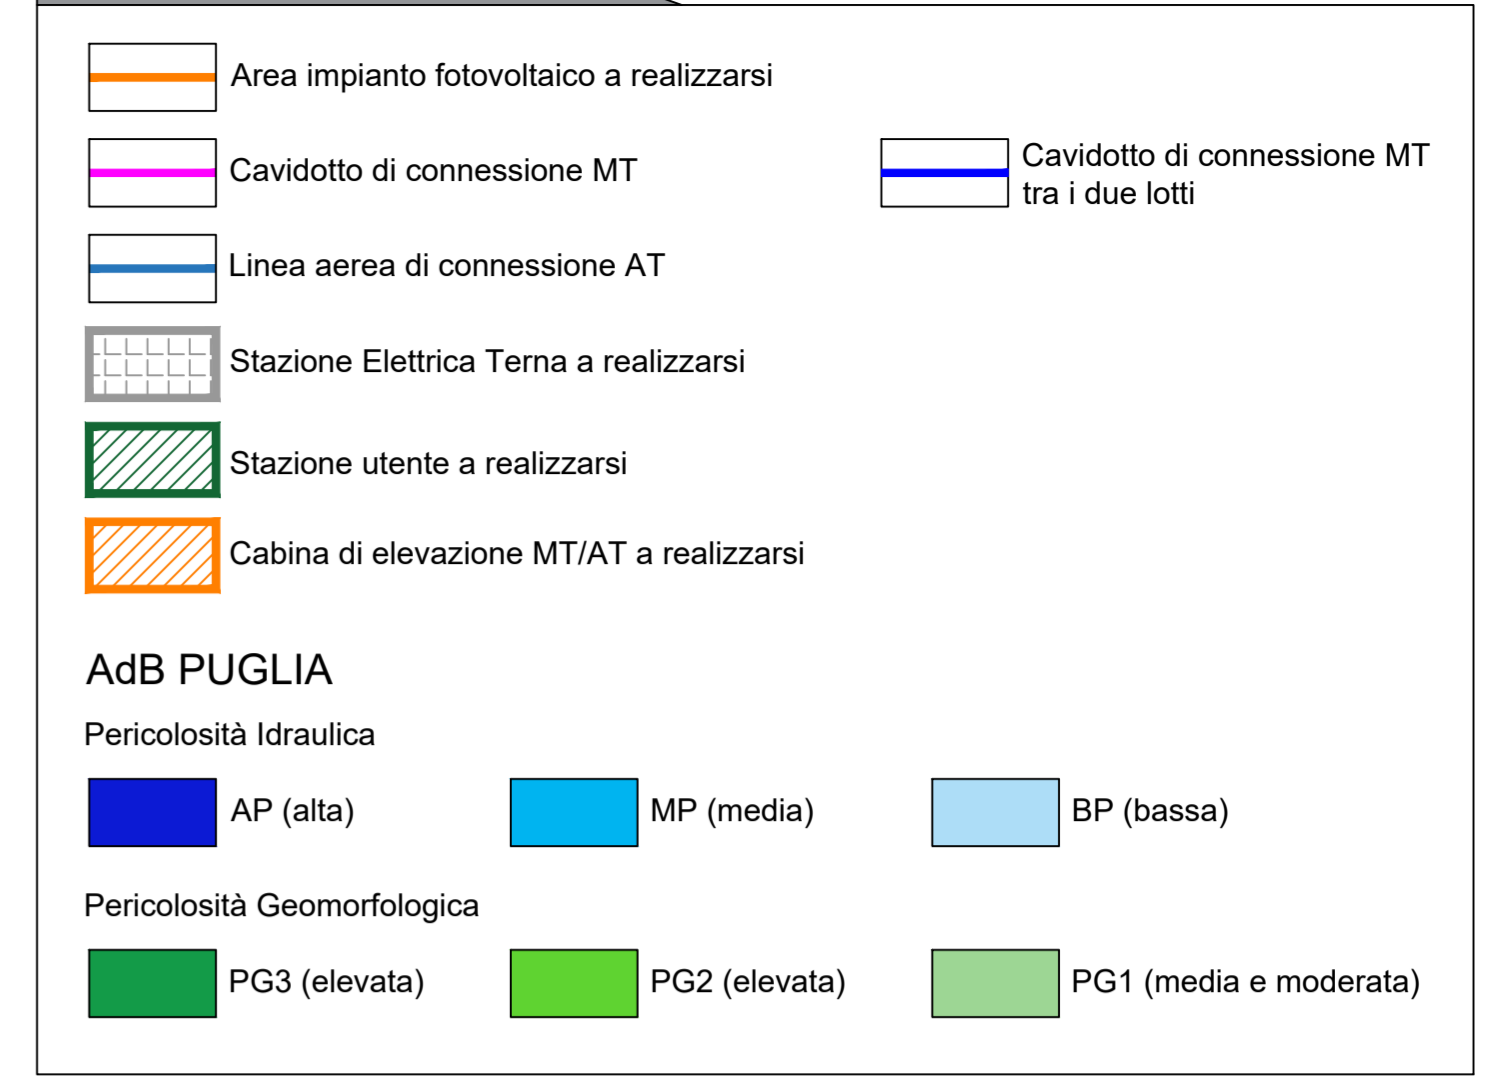 Area impianto fotovoltaico a realizzarsi
Cavidotto di connessione MT
Cavidotto di connessione MT
tra i due lotti
Linea aerea di connessione AT
Stazione Elettrica Terna a realizzarsi
Stazione utente a realizzarsi
Cabina di elevazione MT/AT a realizzarsi
AdB PUGLIA
Pericolosità Idraulica
AP (alta)
MP (media)
BP (bassa)
Pericolosità Geomorfologica
PG3 (elevata)
PG2 (elevata)
PG1 (media e moderata)